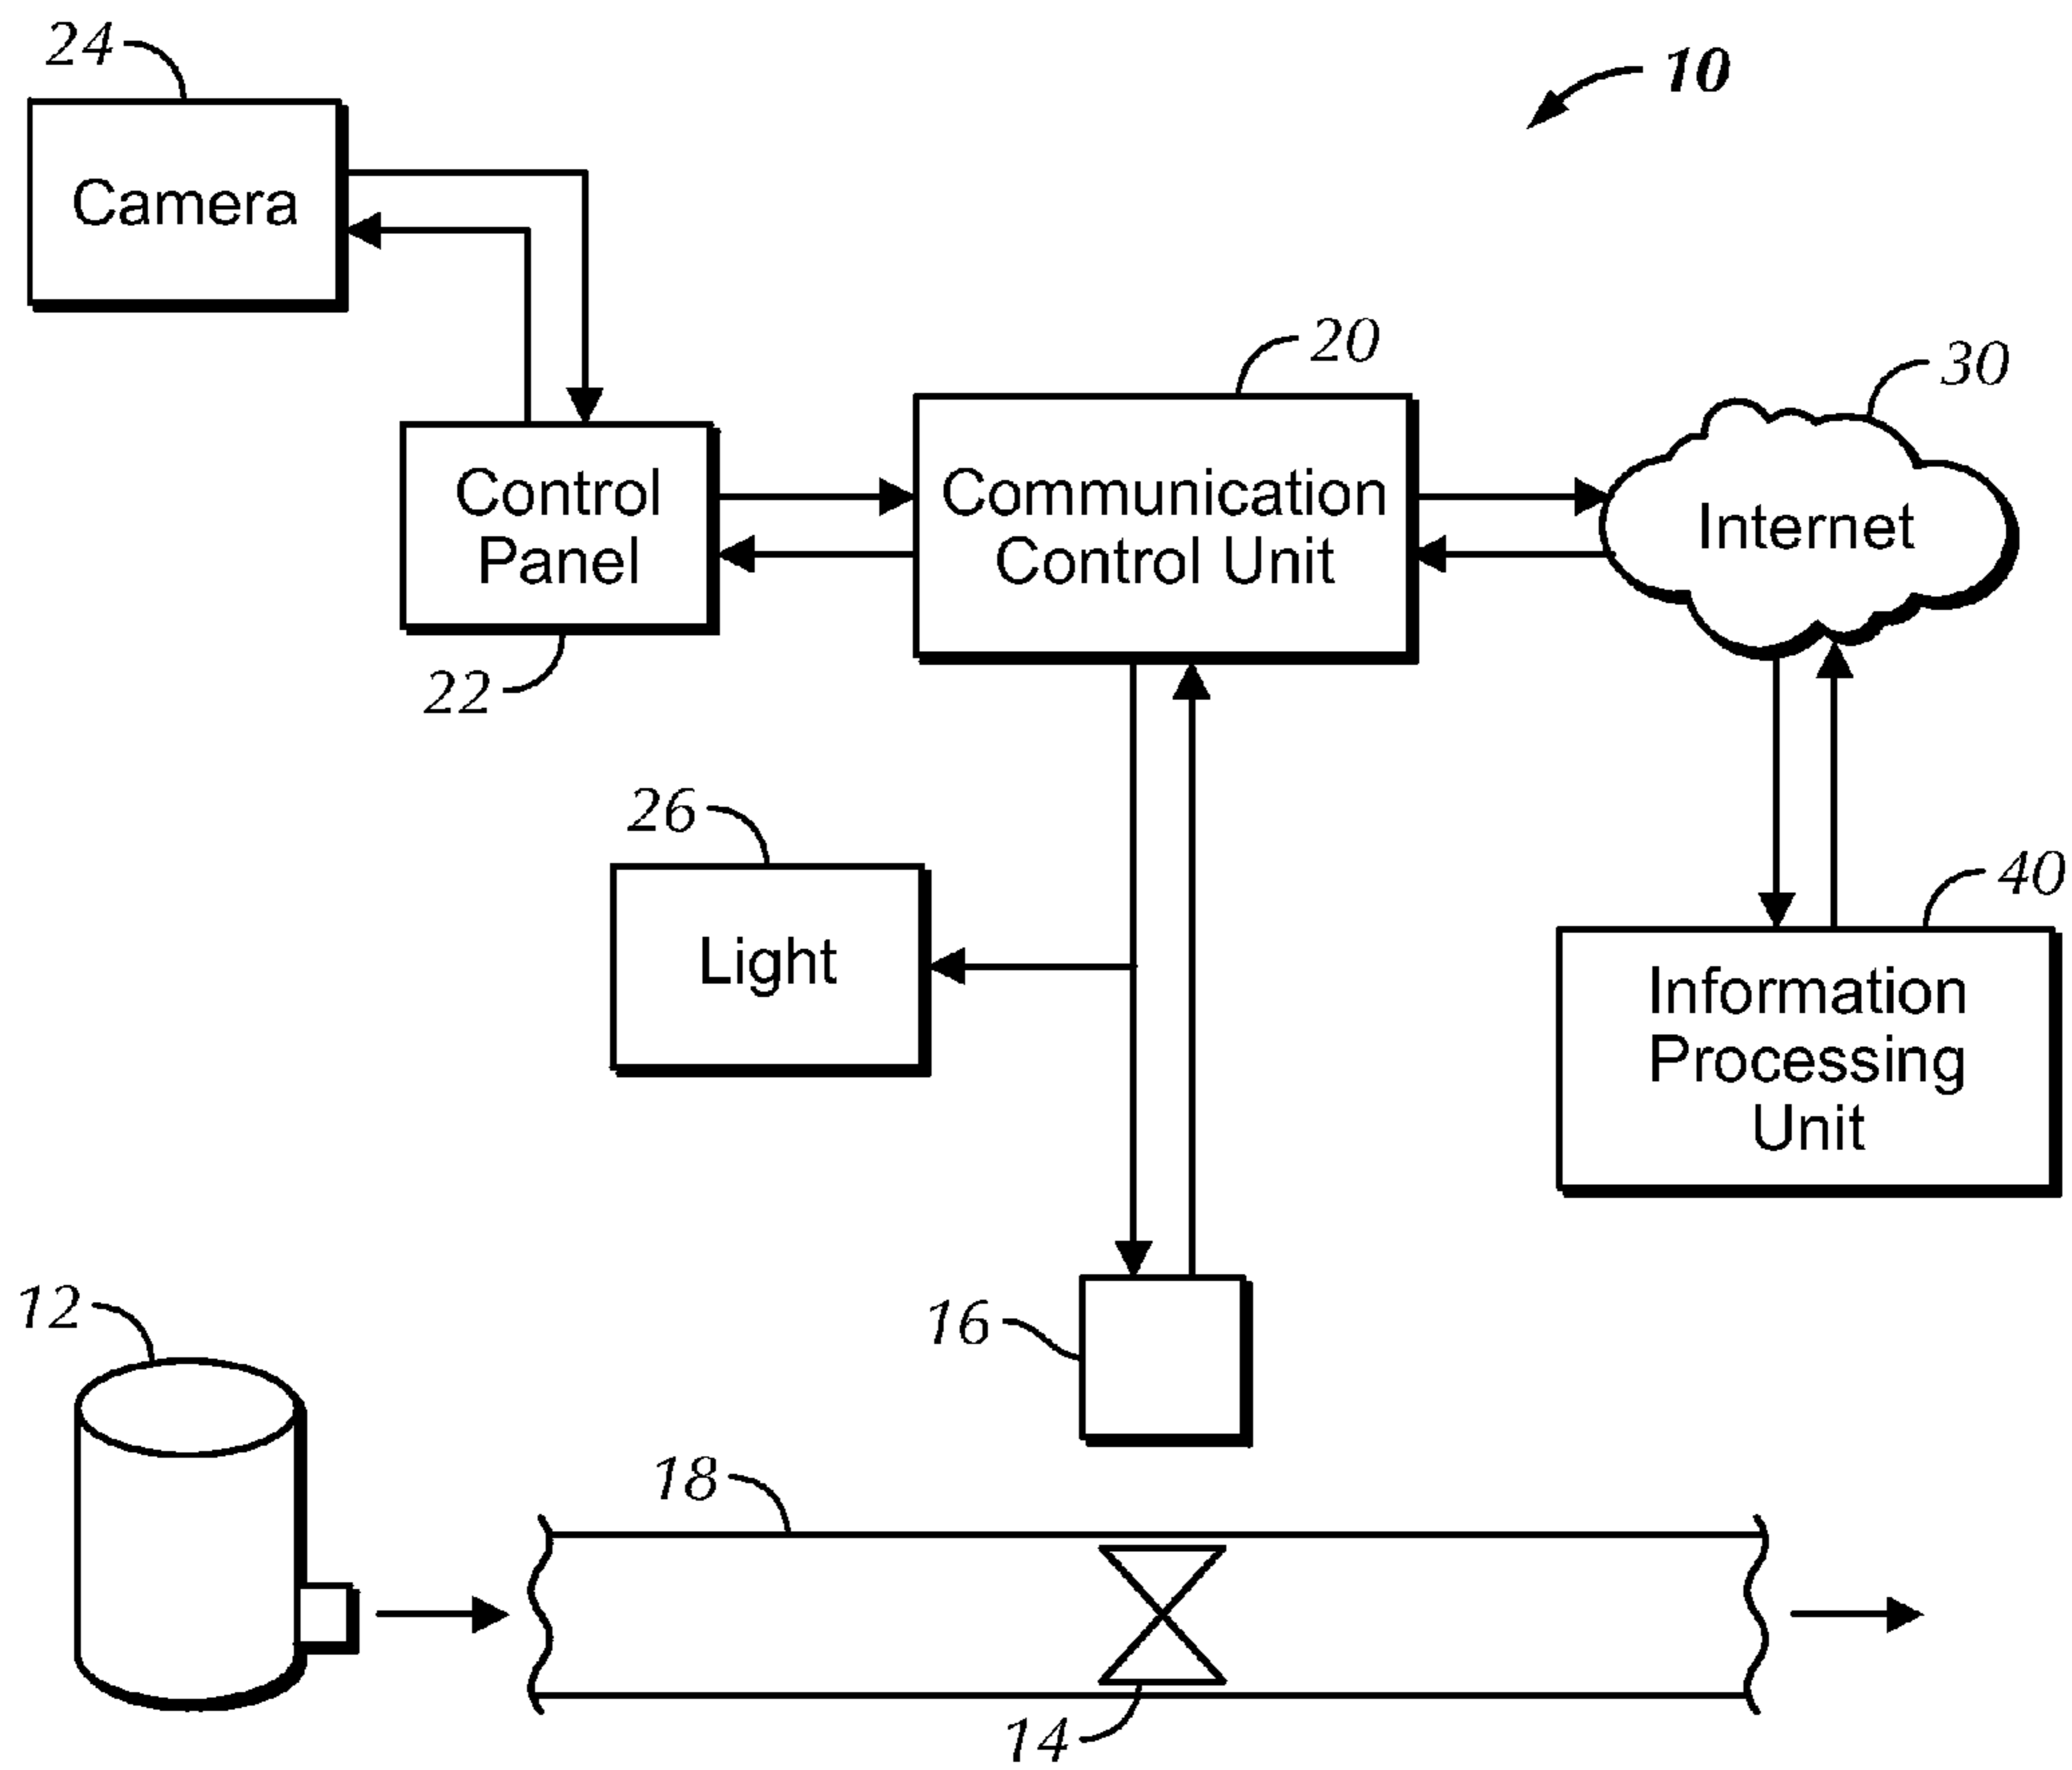 24
10
Camera
20
30
Control
Panel
Communication
Control Unit
Internet
22
26
40
Light
Information
Processing
Unit
12
16
18
14